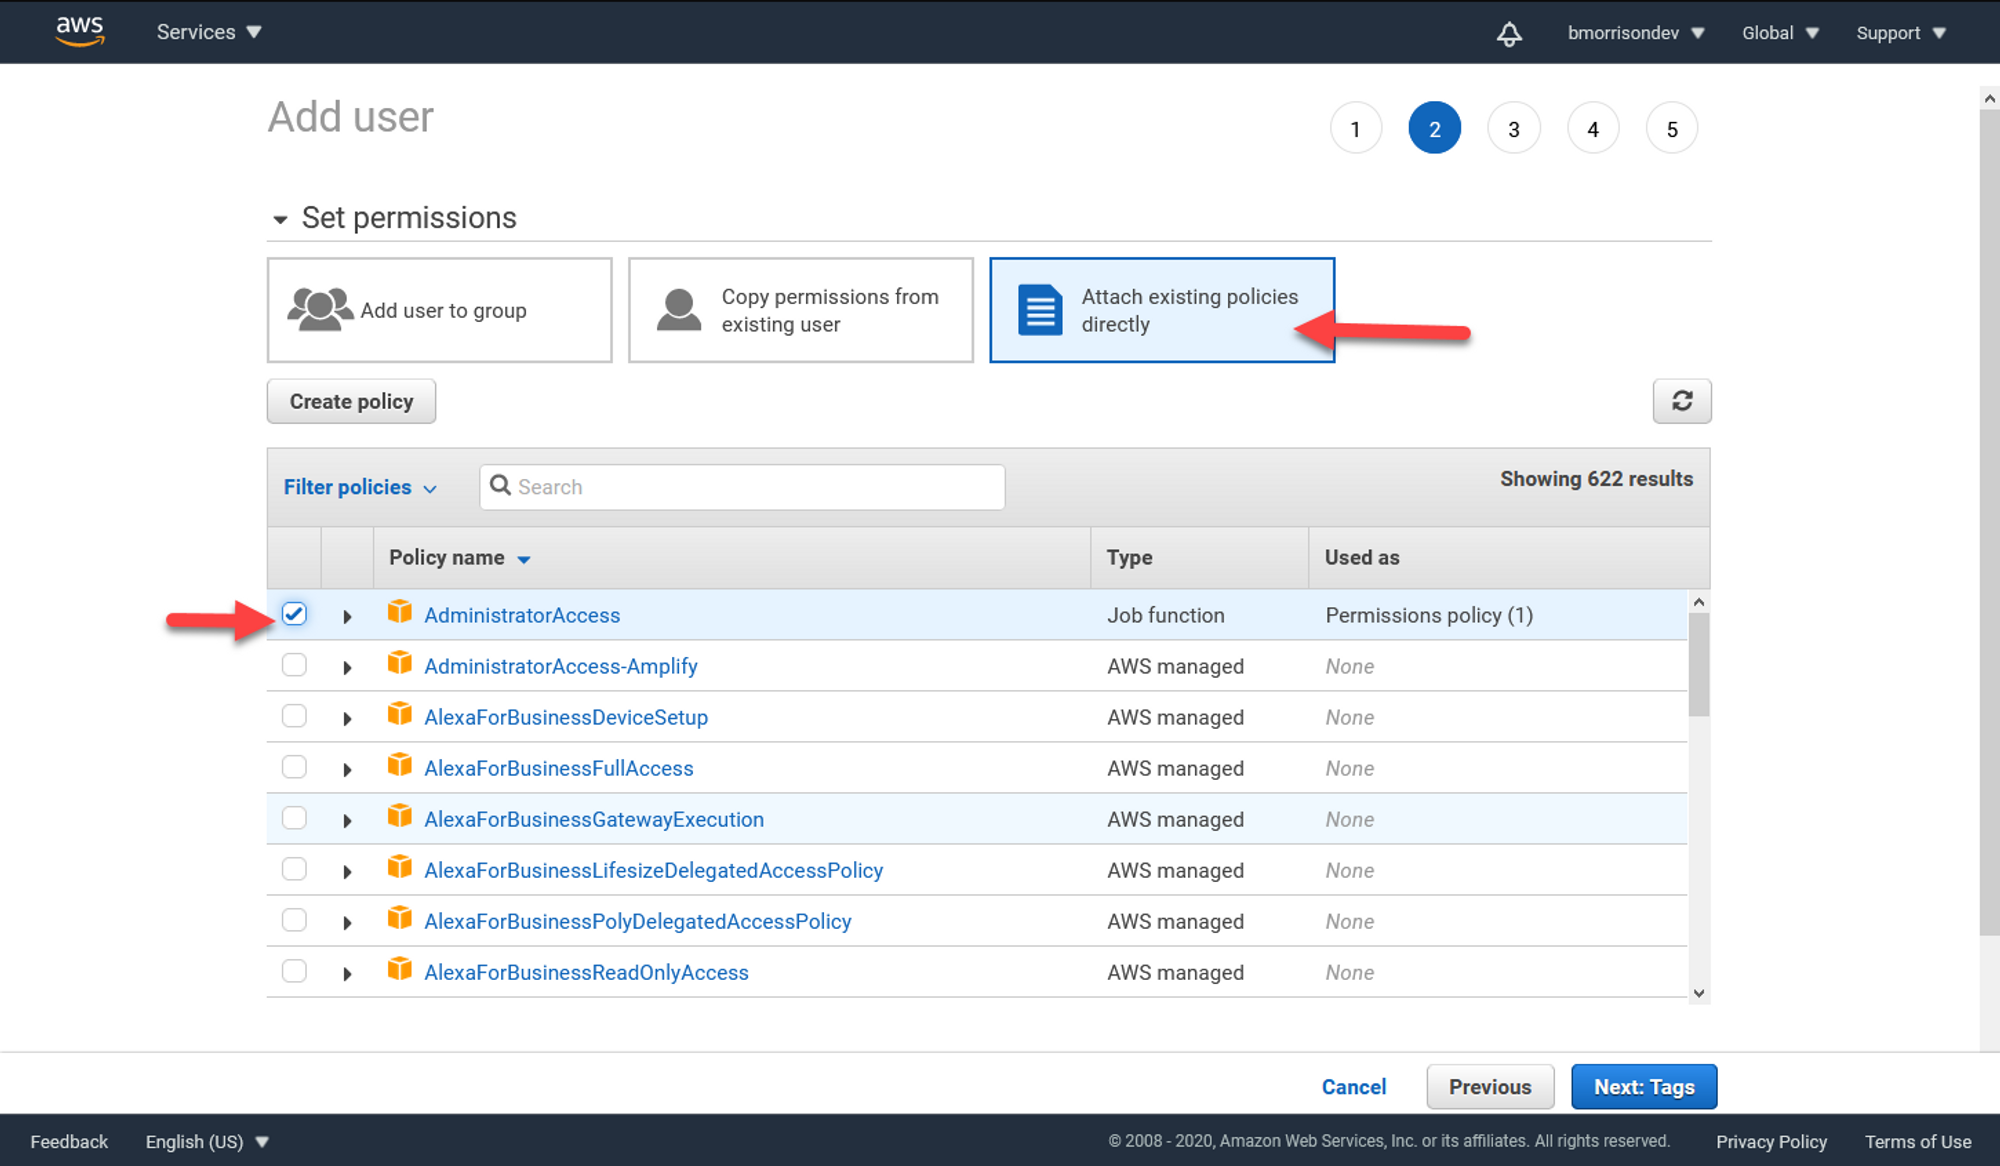 aws Services bmorrisondev Global Support
Add user
1 2 3 4 5
Set permissions
Add user to group
Copy permissions from
existing user
Attach existing policies
directly
Create policy
Filter policies Search Showing 622 results
Policy name Type Used as
AdministratorAccess Job function Permissions policy (1)
AdministratorAccess-Amplify AWS managed None
AlexaForBusinessDeviceSetup AWS managed None
AlexaForBusinessFullAccess AWS managed None
AlexaForBusinessGatewayExecution AWS managed None
AlexaForBusinessLifesizeDelegatedAccessPolicy AWS managed None
AlexaForBusinessPolyDelegatedAccessPolicy AWS managed None
AlexaForBusinessReadOnlyAccess AWS managed None
Cancel Previous Next: Tags
Feedback English (US) © 2008 - 2020, Amazon Web Services, Inc. or its affiliates. All rights reserved. Privacy Policy Terms of Use